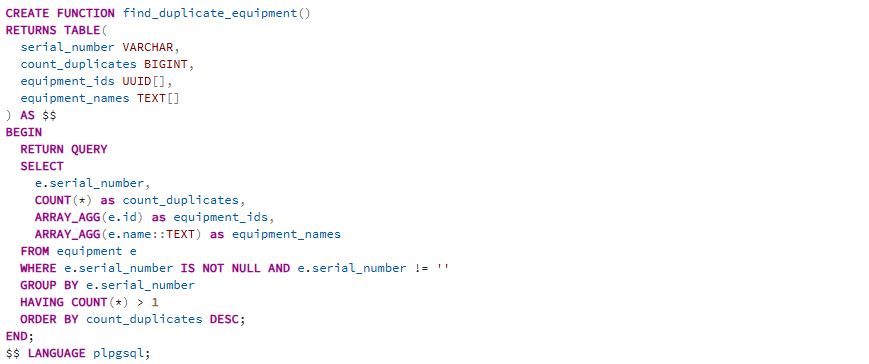 CREATE FUNCTION find_duplicate_equipment()
RETURNS TABLE(
  serial_number VARCHAR,
  count_duplicates BIGINT,
  equipment_ids UUID[],
  equipment_names TEXT[]
) AS $$
BEGIN
  RETURN QUERY
  SELECT
    e.serial_number,
    COUNT(*) as count_duplicates,
    ARRAY_AGG(e.id) as equipment_ids,
    ARRAY_AGG(e.name::TEXT) as equipment_names
  FROM equipment e
  WHERE e.serial_number IS NOT NULL AND e.serial_number != ''
  GROUP BY e.serial_number
  HAVING COUNT(*) > 1
  ORDER BY count_duplicates DESC;
END;
$$ LANGUAGE plpgsql;